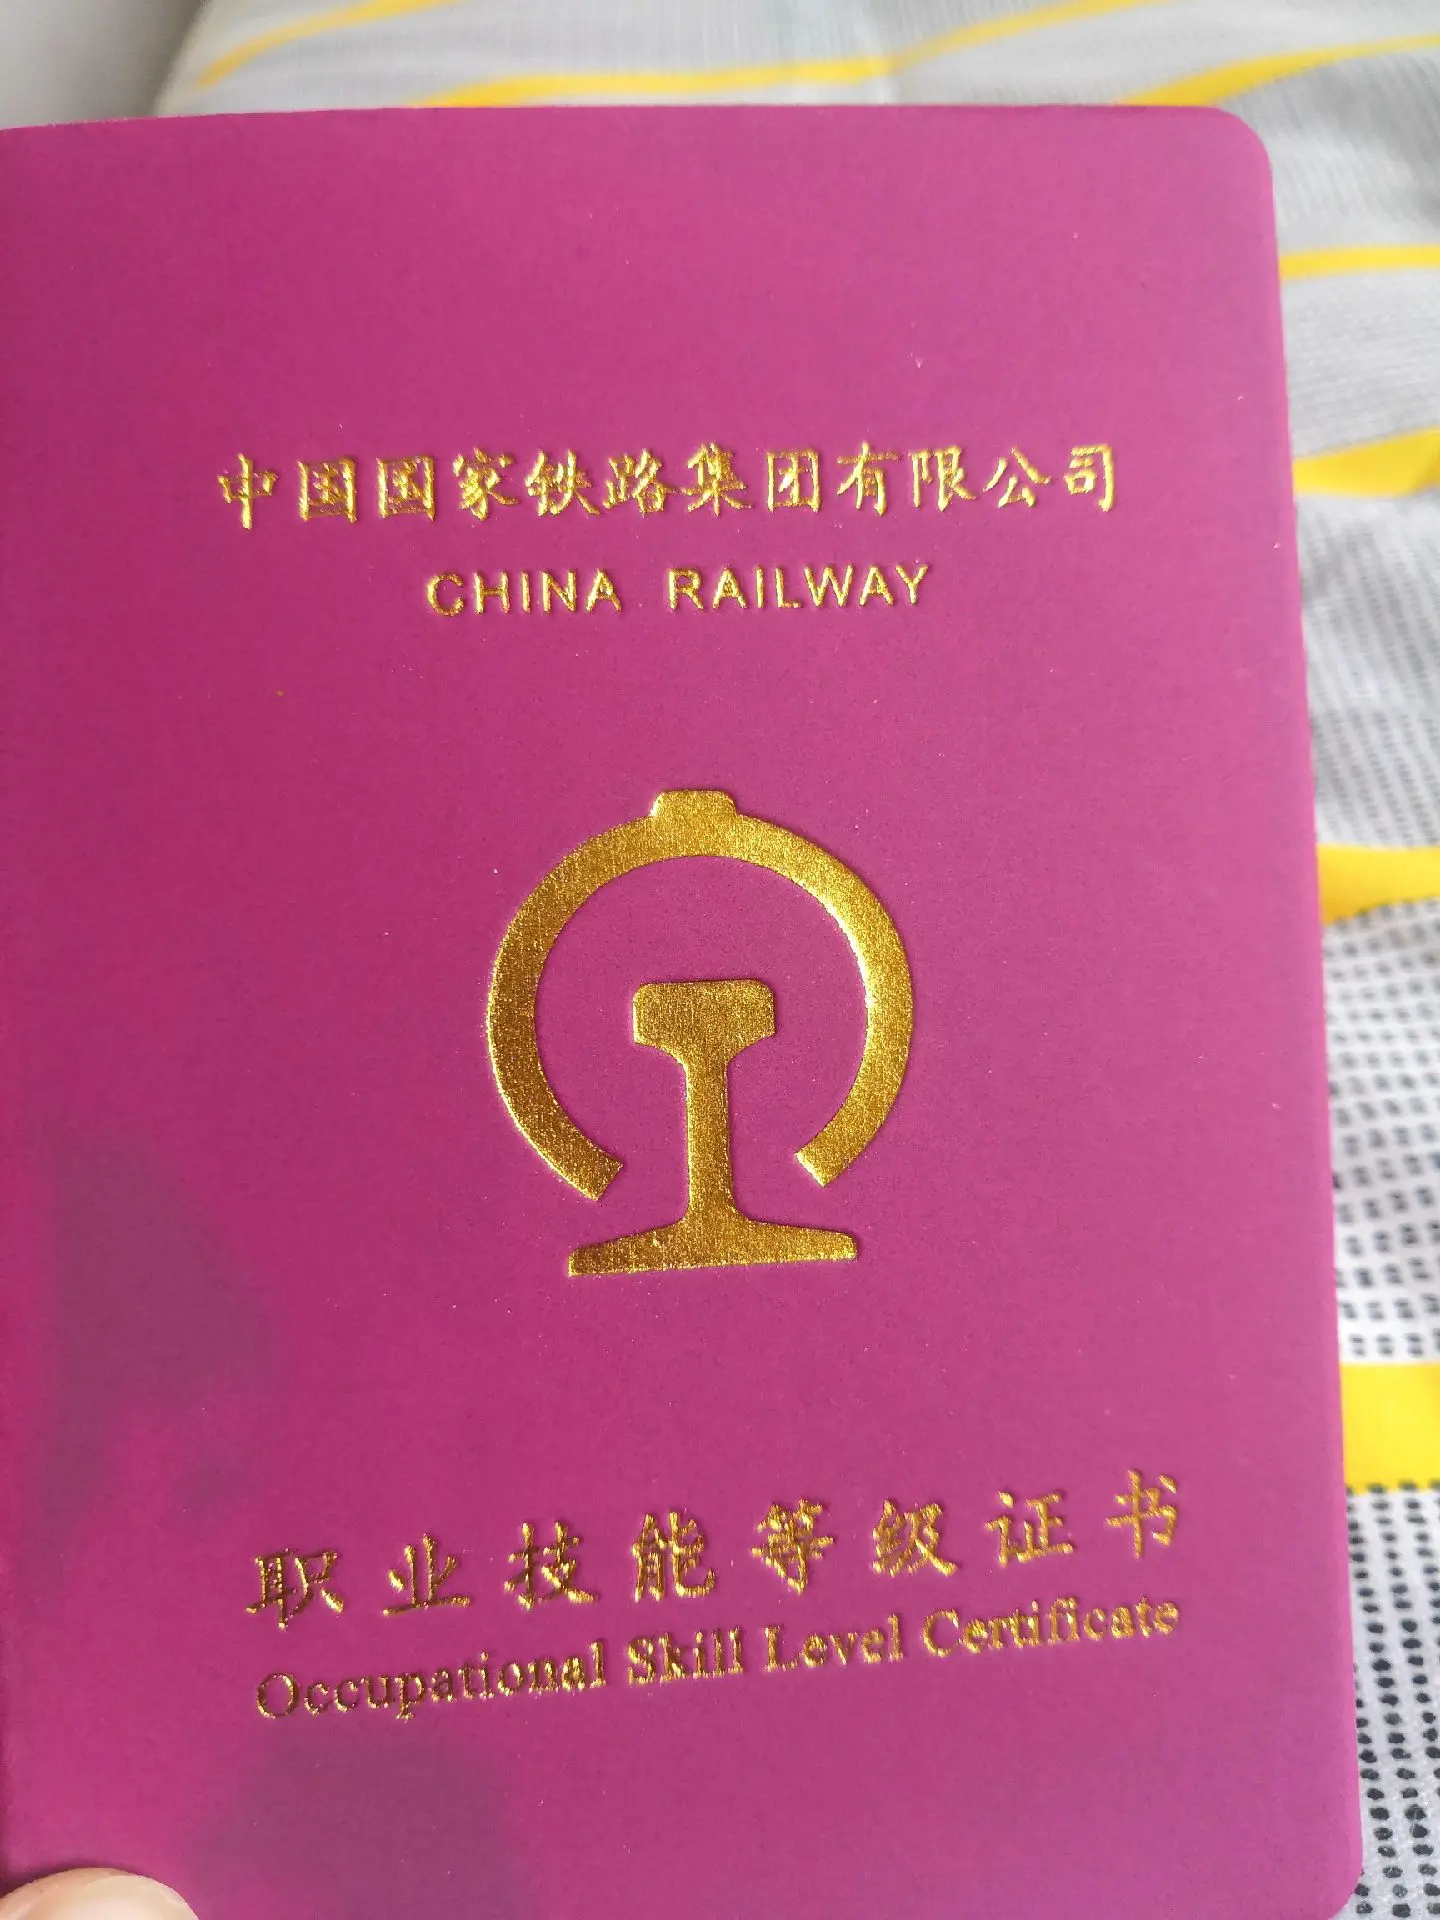 中国国家铁路集团有限公司
CHINA RAILWAY
职业技能等级证书
Occupational Skill Level Certificate